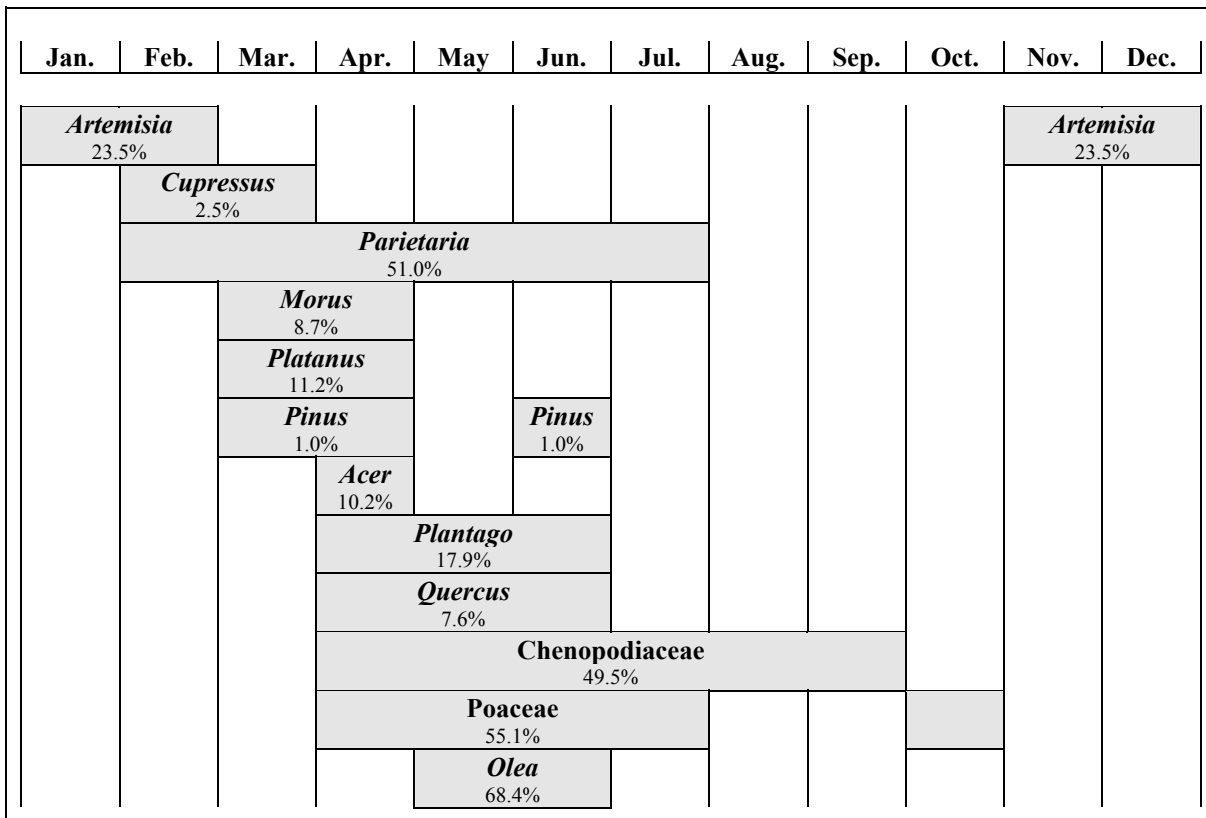 Jan. Feb. Mar. Apr. May Jun. Jul. Aug. Sep. Oct. Nov. Dec.
Artemisia Artemisia
23.5% 23.5%
Cupressus
2.5%
Parietaria
51.0%
Morus
8.7%
Platanus
11.2%
Pinus Pinus
1.0% 1.0%
Acer
10.2%
Plantago
17.9%
Quercus
7.6%
Chenopodiaceae
49.5%
Poaceae
55.1%
Olea
68.4%